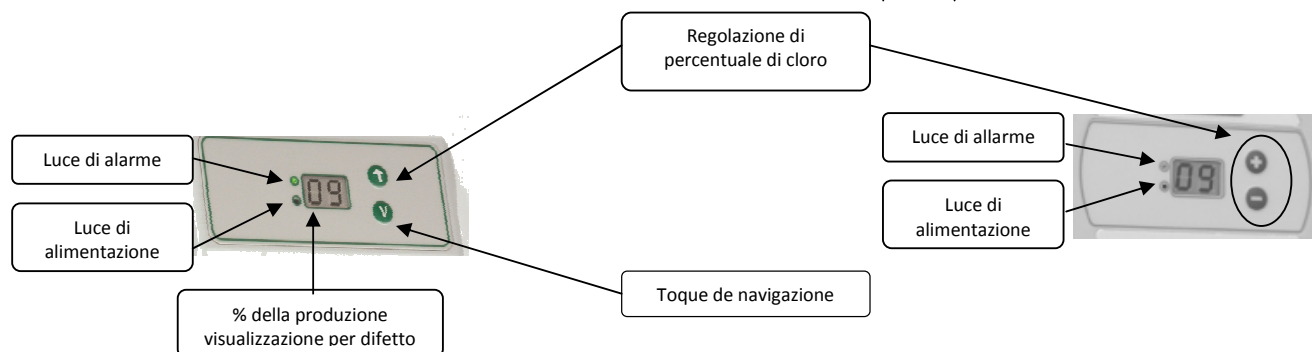 Regolazione di
percentuale di cloro
Luce di alarme
Luce di allarme
09
09
Luce di
alimentazione
Luce di
alimentazione
Toque de navigazione
% della produzione
visualizzazione per difetto